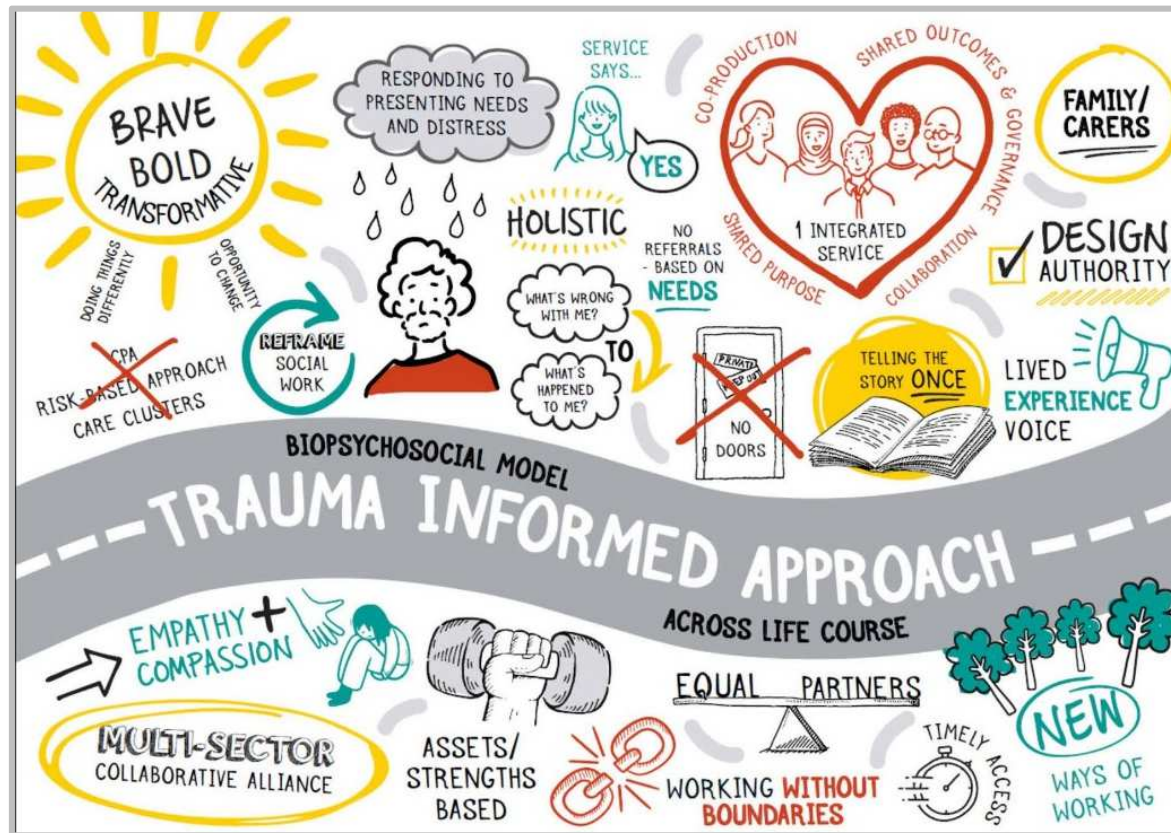 BRAVE
BOLD
TRANSFORMATIVE
DOING THINGS
DIFFERENTLY
OPPORTUNITY
TO CHANGE
CPA
RISK-BASED APPROACH
CARE CLUSTERS
REFRAME
SOCIAL
WORK
RESPONDING TO
PRESENTING NEEDS
AND DISTRESS
SERVICE
SAYS...
YES
HOLISTIC
WHAT'S WRONG
WITH ME?
TO
WHAT'S
HAPPENED
TO ME?
NO
REFERRALS
- BASED ON
NEEDS
CO-PRODUCTION
SHARED OUTCOMES & GOVERNANCE
SHARED PURPOSE
COLLABORATION
1 INTEGRATED
SERVICE
FAMILY/
CARERS
DESIGN
AUTHORITY
PRIVATE
KEEP OUT
NO
DOORS
TELLING THE
STORY ONCE
LIVED
EXPERIENCE
VOICE
BIOPSYCHOSOCIAL MODEL
TRAUMA INFORMED APPROACH
ACROSS LIFE COURSE
EMPATHY +
COMPASSION
MULTI-SECTOR
COLLABORATIVE ALLIANCE
ASSETS/
STRENGTHS
BASED
EQUAL PARTNERS
WORKING WITHOUT
BOUNDARIES
TIMELY ACCESS
NEW
WAYS OF
WORKING